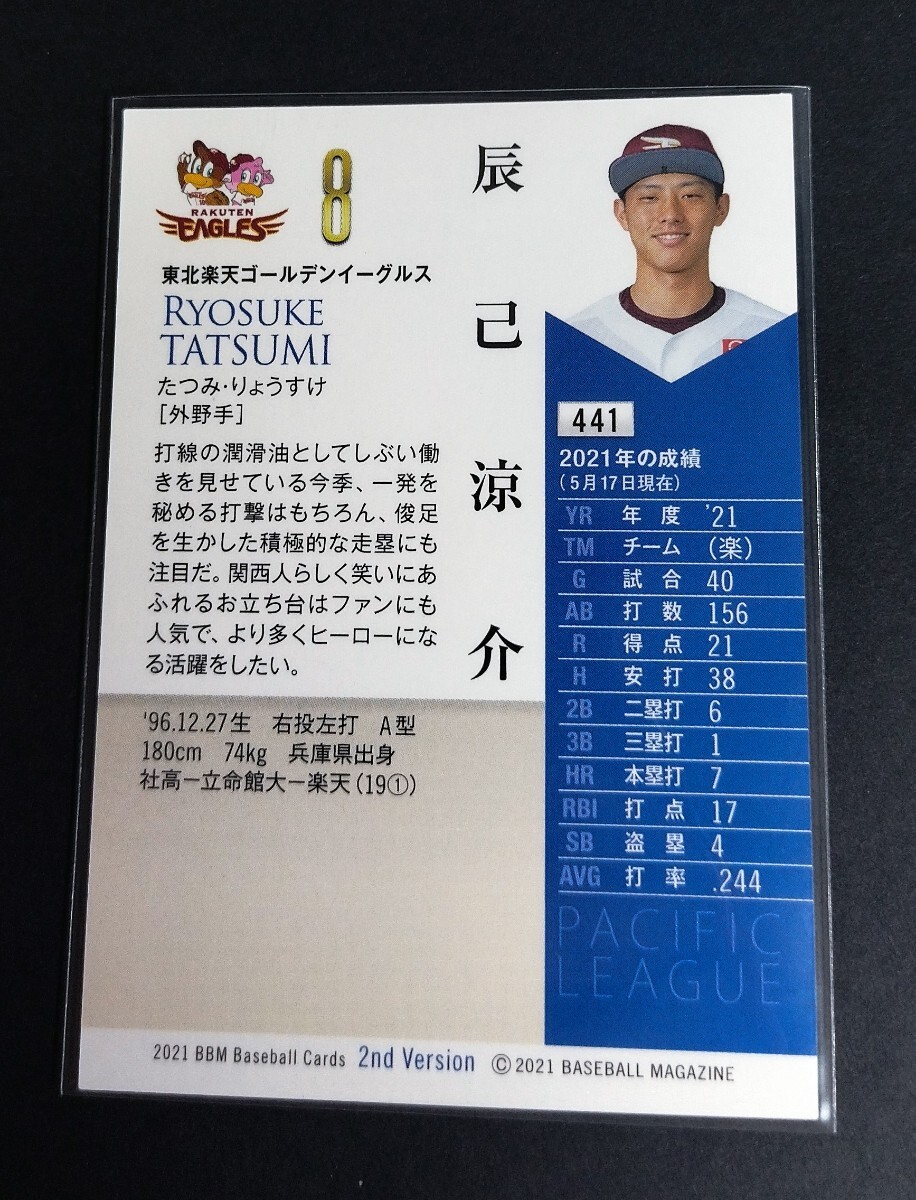 RAKUTEN
EAGLES
8
東北楽天ゴールデンイーグルス
RYOSUKE
TATSUMI
たつみ・りょうすけ
[外野手]
打線の潤滑油としてしぶい働
きを見せている今季、一発を
秘める打撃はもちろん、俊足
を生かした積極的な走塁にも
注目だ。関西人らしく笑いにあ
ふれるお立ち台はファンにも
人気で、より多くヒーローにな
る活躍をしたい。
辰己涼介
'96.12.27生 右投左打 A型
180cm 74kg 兵庫県出身
社高ー立命館大ー楽天(19①)
441
2021年の成績
(5月17日現在)
YR 年度 '21
TM チーム (楽)
G 試合 40
AB 打数 156
R 得点 21
H 安打 38
2B 二塁打 6
3B 三塁打 1
HR 本塁打 7
RBI 打点 17
SB 盗塁 4
AVG 打率 .244
PACIFIC
LEAGUE
2021 BBM Baseball Cards 2nd Version ©2021 BASEBALL MAGAZINE